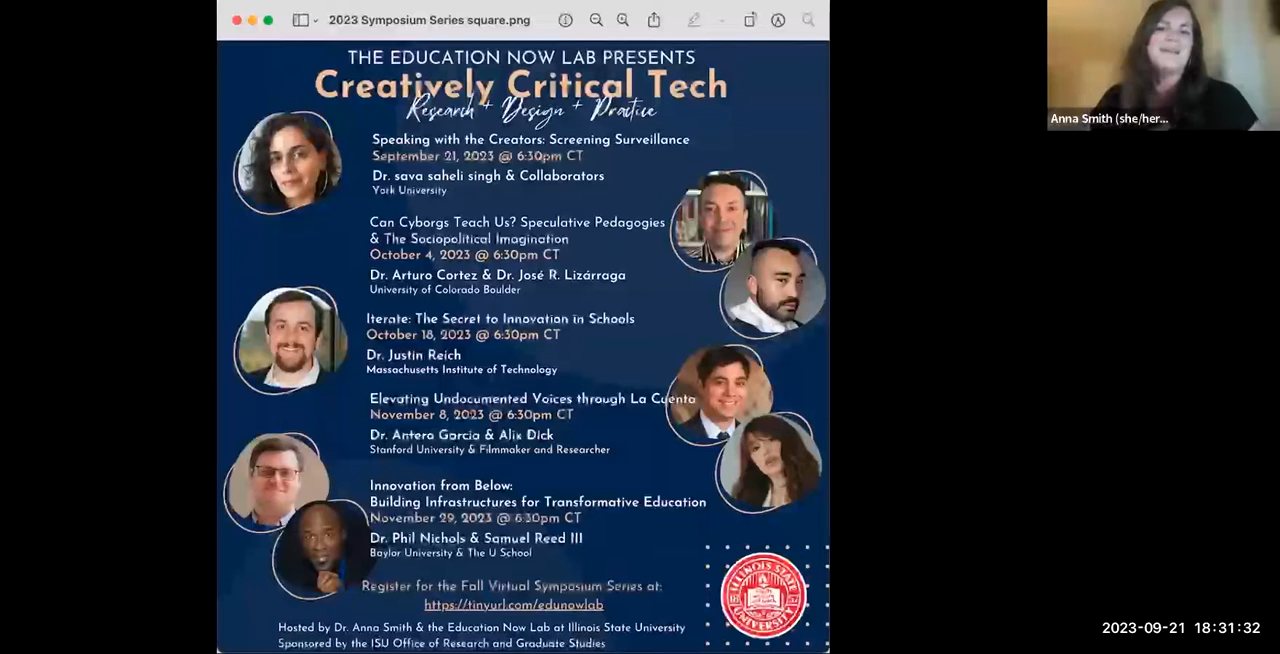 2023 Symposium Series square.png
THE EDUCATION NOW LAB PRESENTS
Creatively Critical Tech
Research + Design + Practice
Speaking with the Creators: Screening Surveillance
September 21, 2023 @ 6:30pm CT
Dr. sava saheli singh & Collaborators
York University
Can Cyborgs Teach Us? Speculative Pedagogies
& The Sociopolitical Imagination
October 4, 2023 @ 6:30pm CT
Dr. Arturo Cortez & Dr. José R. Lizárraga
University of Colorado Boulder
Iterate: The Secret to Innovation in Schools
October 18, 2023 @ 6:30pm CT
Dr. Justin Reich
Massachusetts Institute of Technology
Elevating Undocumented Voices through La Cuenta
November 8, 2023 @ 6:30pm CT
Dr. Antero Garcia & Alix Dick
Stanford University & Filmmaker and Researcher
Innovation from Below:
Building Infrastructures for Transformative Education
November 29, 2023 @ 6:30pm CT
Dr. Phil Nichols & Samuel Reed III
Baylor University & The U School
Register for the Fall Virtual Symposium Series at:
https://tinyurl.com/edunowlab
Hosted by Dr. Anna Smith & the Education Now Lab at Illinois State University
Sponsored by the ISU Office of Research and Graduate Studies
ILLINOIS STATE
UNIVERSITY
18 57
Anna Smith (she/her...
2023-09-21 18:31:32